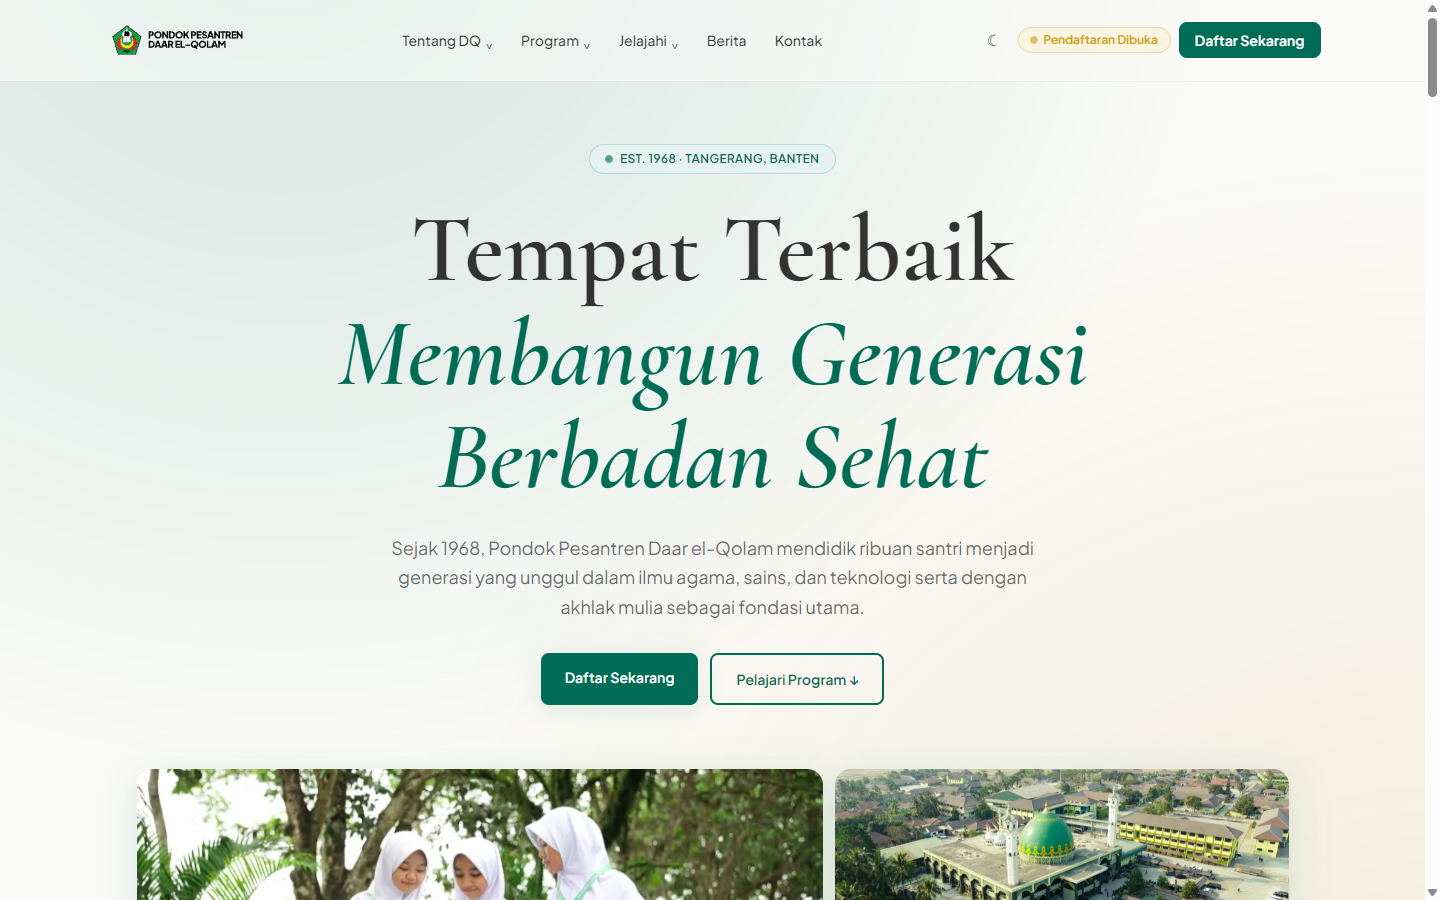 PONDOK PESANTREN
DAAR EL-QOLAM
Tentang DQ
Program
Jelajahi
Berita
Kontak
Pendaftaran Dibuka
Daftar Sekarang
EST. 1968 · TANGERANG, BANTEN
Tempat Terbaik
Membangun Generasi
Berbadan Sehat
Sejak 1968, Pondok Pesantren Daar el-Qolam mendidik ribuan santri menjadi
generasi yang unggul dalam ilmu agama, sains, dan teknologi serta dengan
akhlak mulia sebagai fondasi utama.
Daftar Sekarang
Pelajari Program ↓